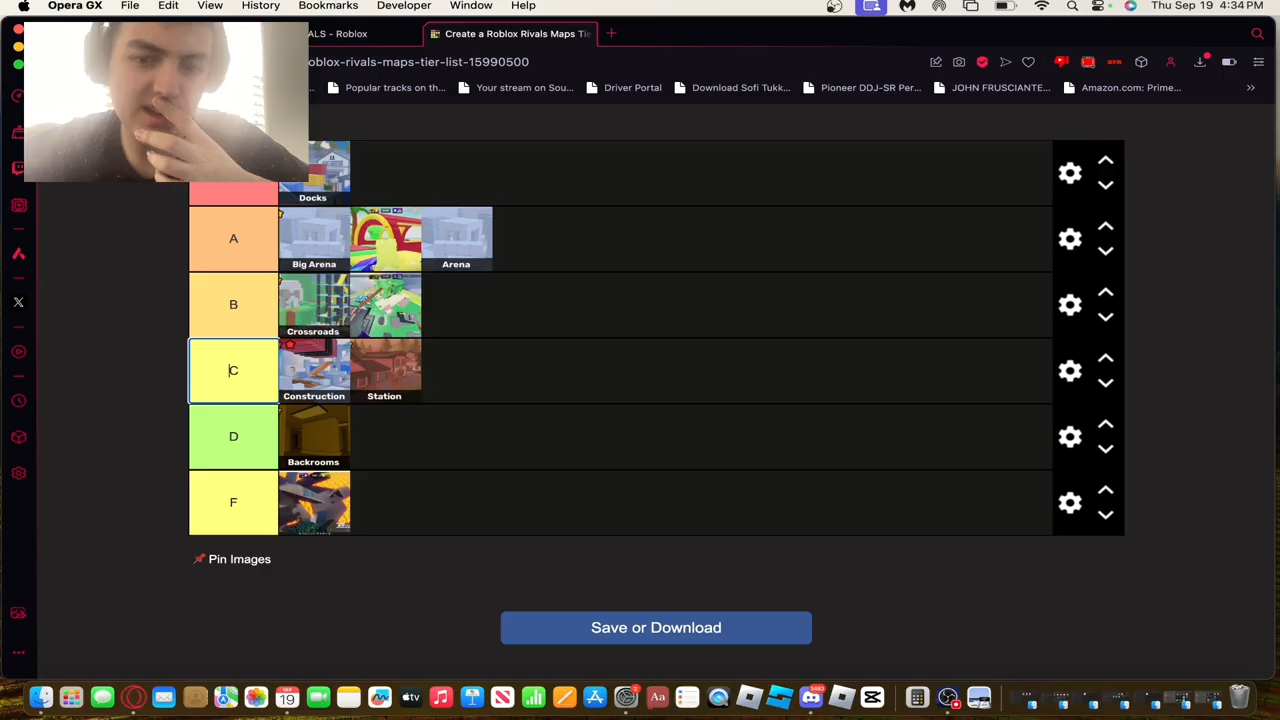 Opera GX File Edit View History Bookmarks Developer Window Help Thu Sep 19 4:34 PM
ALS - Roblox Create a Roblox Rivals Maps Tie
oblox-rivals-maps-tier-list-15990500
Popular tracks on th... Your stream on Sou... Driver Portal Download Sofi Tukk... Pioneer DDJ-SR Per... JOHN FRUSCIANTE... Amazon.com: Prime...
Docks
A
Big Arena Arena
B
Crossroads
C
Construction Station
D
Backrooms
F
Pin Images
Save or Download